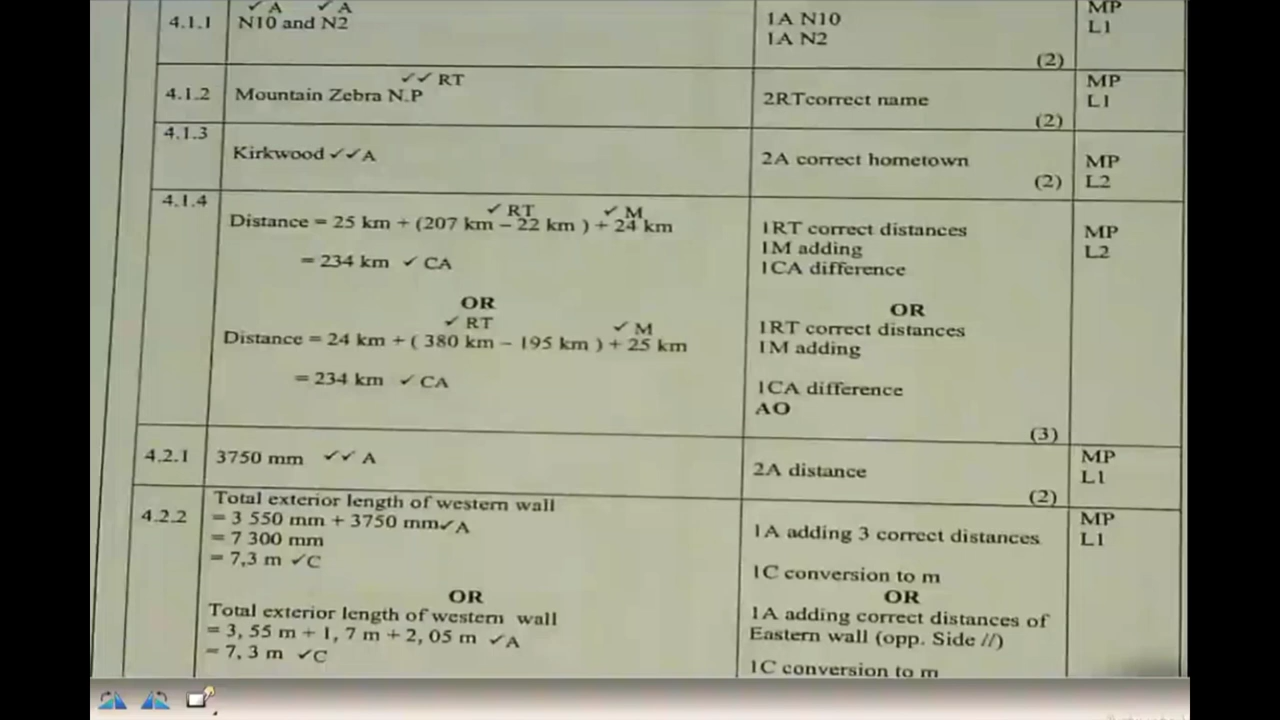 ✓A ✓A MP
4.1.1 N10 and N2 1A N10 L1
1A N2
(2)
✓✓ RT MP
4.1.2 Mountain Zebra N.P 2RTcorrect name L1
(2)
4.1.3
Kirkwood ✓✓A 2A correct hometown MP
(2) L2
4.1.4
✓ RT ✓ M
Distance = 25 km + (207 km – 22 km ) + 24 km 1RT correct distances MP
1M adding L2
= 234 km ✓ CA 1CA difference
OR OR
✓ RT ✓ M 1RT correct distances
Distance = 24 km + ( 380 km – 195 km ) + 25 km 1M adding
= 234 km ✓ CA 1CA difference
AO
(3)
4.2.1 3750 mm ✓✓ A 2A distance MP
(2) L1
4.2.2 Total exterior length of western wall MP
= 3 550 mm + 3750 mm✓A 1A adding 3 correct distances L1
= 7 300 mm
= 7,3 m ✓C 1C conversion to m
OR OR
Total exterior length of western wall 1A adding correct distances of
= 3, 55 m + 1, 7 m + 2, 05 m ✓A Eastern wall (opp. Side //)
= 7, 3 m ✓C 1C conversion to m